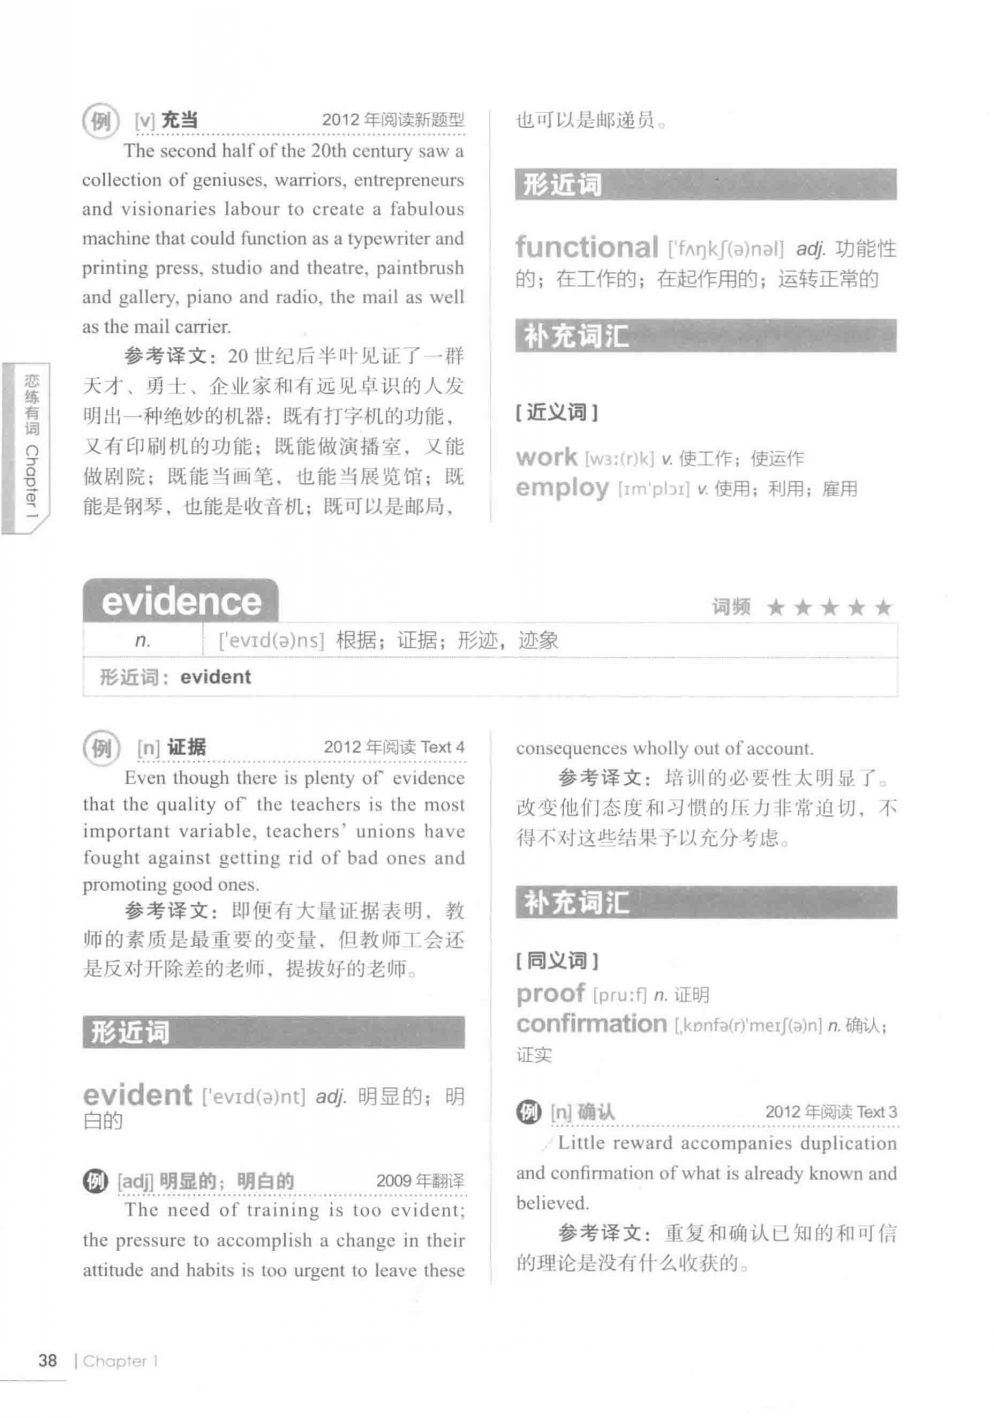 例 [v] 充当 2012 年阅读新题型
The second half of the 20th century saw a
collection of geniuses, warriors, entrepreneurs
and visionaries labour to create a fabulous
machine that could function as a typewriter and
printing press, studio and theatre, paintbrush
and gallery, piano and radio, the mail as well
as the mail carrier.
参考译文：20 世纪后半叶见证了一群
天才、勇士、企业家和有远见卓识的人发
明出一种绝妙的机器：既有打字机的功能，
又有印刷机的功能；既能做演播室，又能
做剧院；既能当画笔，也能当展览馆；既
能是钢琴，也能是收音机；既可以是邮局，
也可以是邮递员。
形近词
functional ['fʌŋkʃ(ə)nəl] adj. 功能性
的；在工作的；在起作用的；运转正常的
补充词汇
[近义词]
work [wɜ:(r)k] v. 使工作；使运作
employ [ɪm'plɔɪ] v. 使用；利用；雇用
恋练有词 Chapter 1
evidence
词频 ★★★★★
n. ['evɪd(ə)ns] 根据；证据；形迹，迹象
形近词：evident
例 [n] 证据 2012 年阅读 Text 4
Even though there is plenty of evidence
that the quality of the teachers is the most
important variable, teachers' unions have
fought against getting rid of bad ones and
promoting good ones.
参考译文：即便有大量证据表明，教
师的素质是最重要的变量，但教师工会还
是反对开除差的老师，提拔好的老师。
形近词
evident ['evɪd(ə)nt] adj. 明显的；明
白的
例 [adj] 明显的；明白的 2009 年翻译
The need of training is too evident;
the pressure to accomplish a change in their
attitude and habits is too urgent to leave these
consequences wholly out of account.
参考译文：培训的必要性太明显了。
改变他们态度和习惯的压力非常迫切，不
得不对这些结果予以充分考虑。
补充词汇
[同义词]
proof [pru:f] n. 证明
confirmation [ˌkɒnfə(r)'meɪʃ(ə)n] n. 确认；
证实
例 [n] 确认 2012 年阅读 Text 3
Little reward accompanies duplication
and confirmation of what is already known and
believed.
参考译文：重复和确认已知的和可信
的理论是没有什么收获的。
38 | Chapter 1